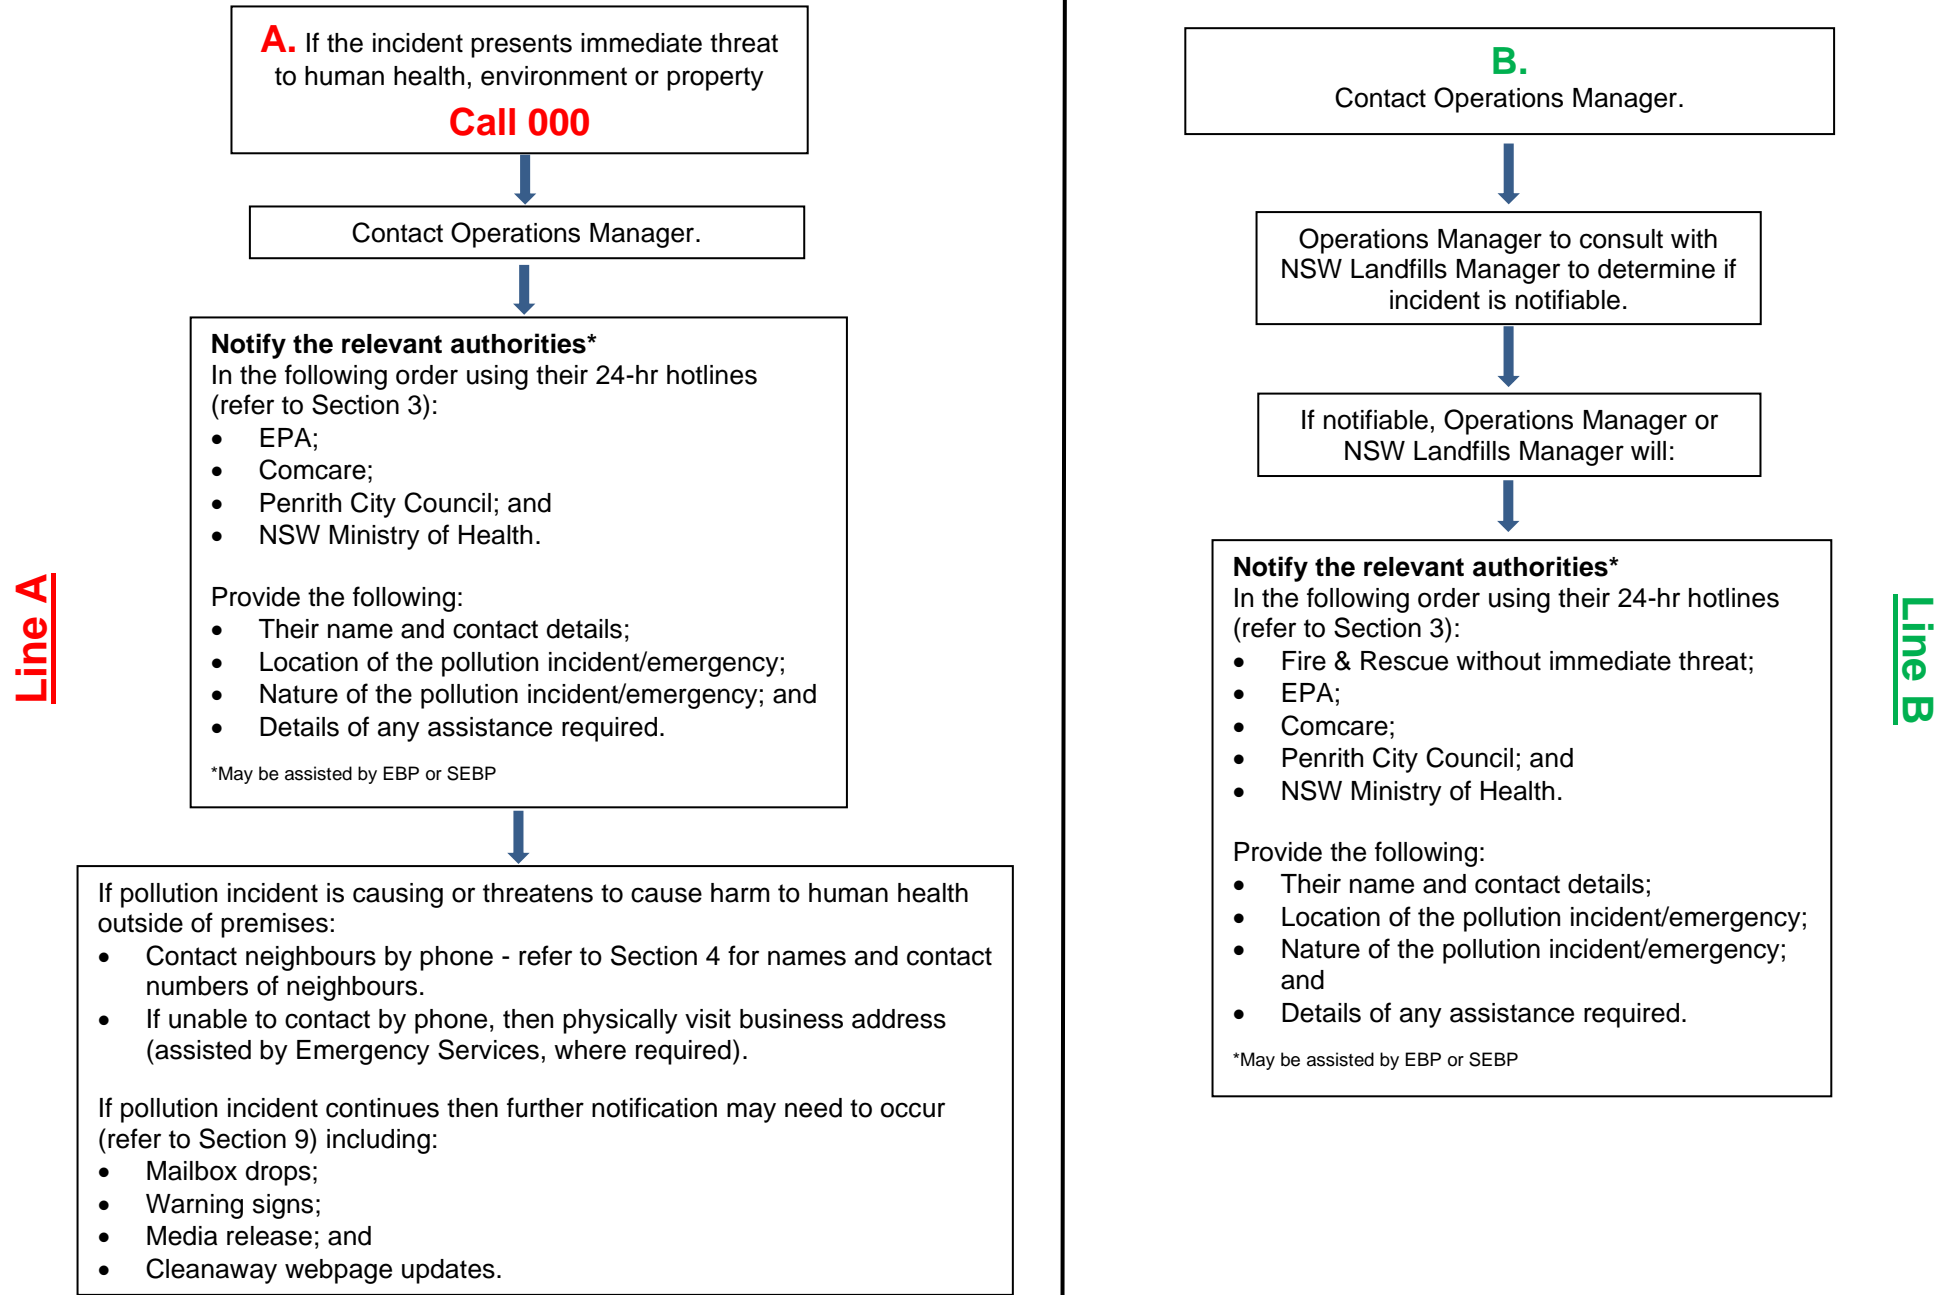 Line A
A. If the incident presents immediate threat
to human health, environment or property
Call 000
Contact Operations Manager.
Notify the relevant authorities*
In the following order using their 24-hr hotlines
(refer to Section 3):
• EPA;
• Comcare;
• Penrith City Council; and
• NSW Ministry of Health.
Provide the following:
• Their name and contact details;
• Location of the pollution incident/emergency;
• Nature of the pollution incident/emergency; and
• Details of any assistance required.
*May be assisted by EBP or SEBP
If pollution incident is causing or threatens to cause harm to human health
outside of premises:
• Contact neighbours by phone - refer to Section 4 for names and contact
numbers of neighbours.
• If unable to contact by phone, then physically visit business address
(assisted by Emergency Services, where required).
If pollution incident continues then further notification may need to occur
(refer to Section 9) including:
• Mailbox drops;
• Warning signs;
• Media release; and
• Cleanaway webpage updates.
B.
Contact Operations Manager.
Operations Manager to consult with
NSW Landfills Manager to determine if
incident is notifiable.
If notifiable, Operations Manager or
NSW Landfills Manager will:
Notify the relevant authorities*
In the following order using their 24-hr hotlines
(refer to Section 3):
• Fire & Rescue without immediate threat;
• EPA;
• Comcare;
• Penrith City Council; and
• NSW Ministry of Health.
Provide the following:
• Their name and contact details;
• Location of the pollution incident/emergency;
• Nature of the pollution incident/emergency;
and
• Details of any assistance required.
*May be assisted by EBP or SEBP
Line B